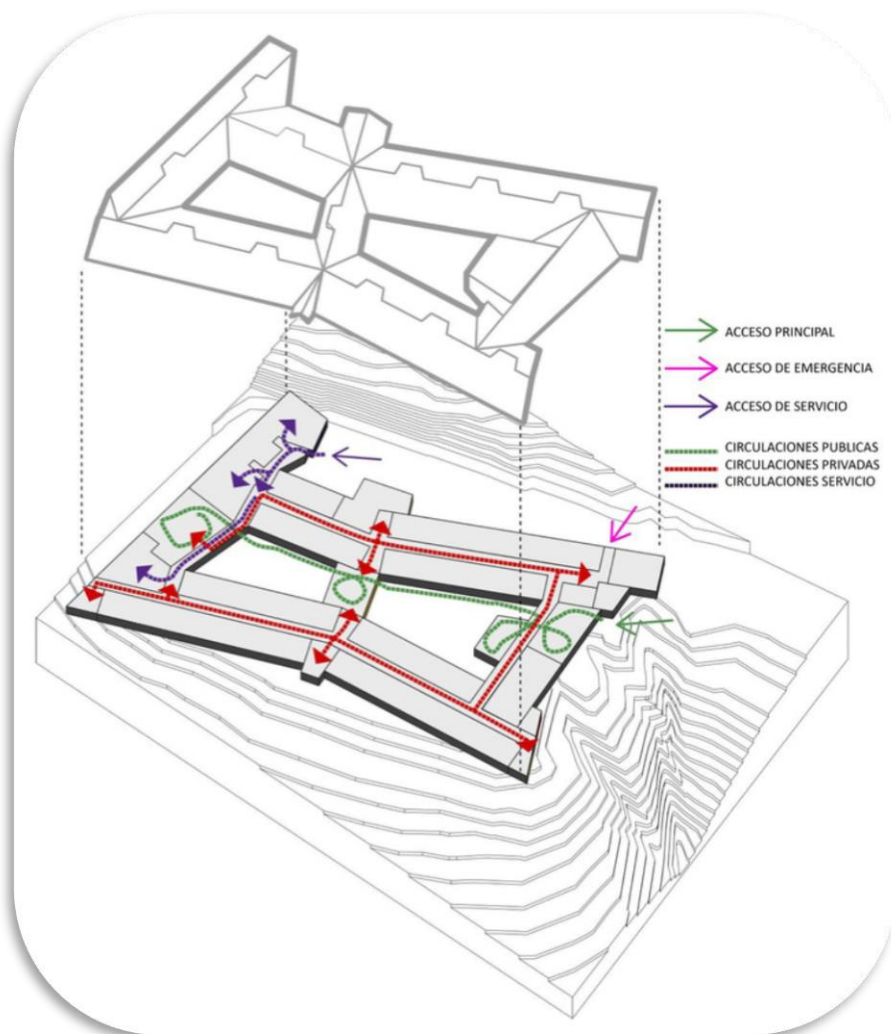 ACCESO PRINCIPAL
ACCESO DE EMERGENCIA
ACCESO DE SERVICIO
CIRCULACIONES PUBLICAS
CIRCULACIONES PRIVADAS
CIRCULACIONES SERVICIO